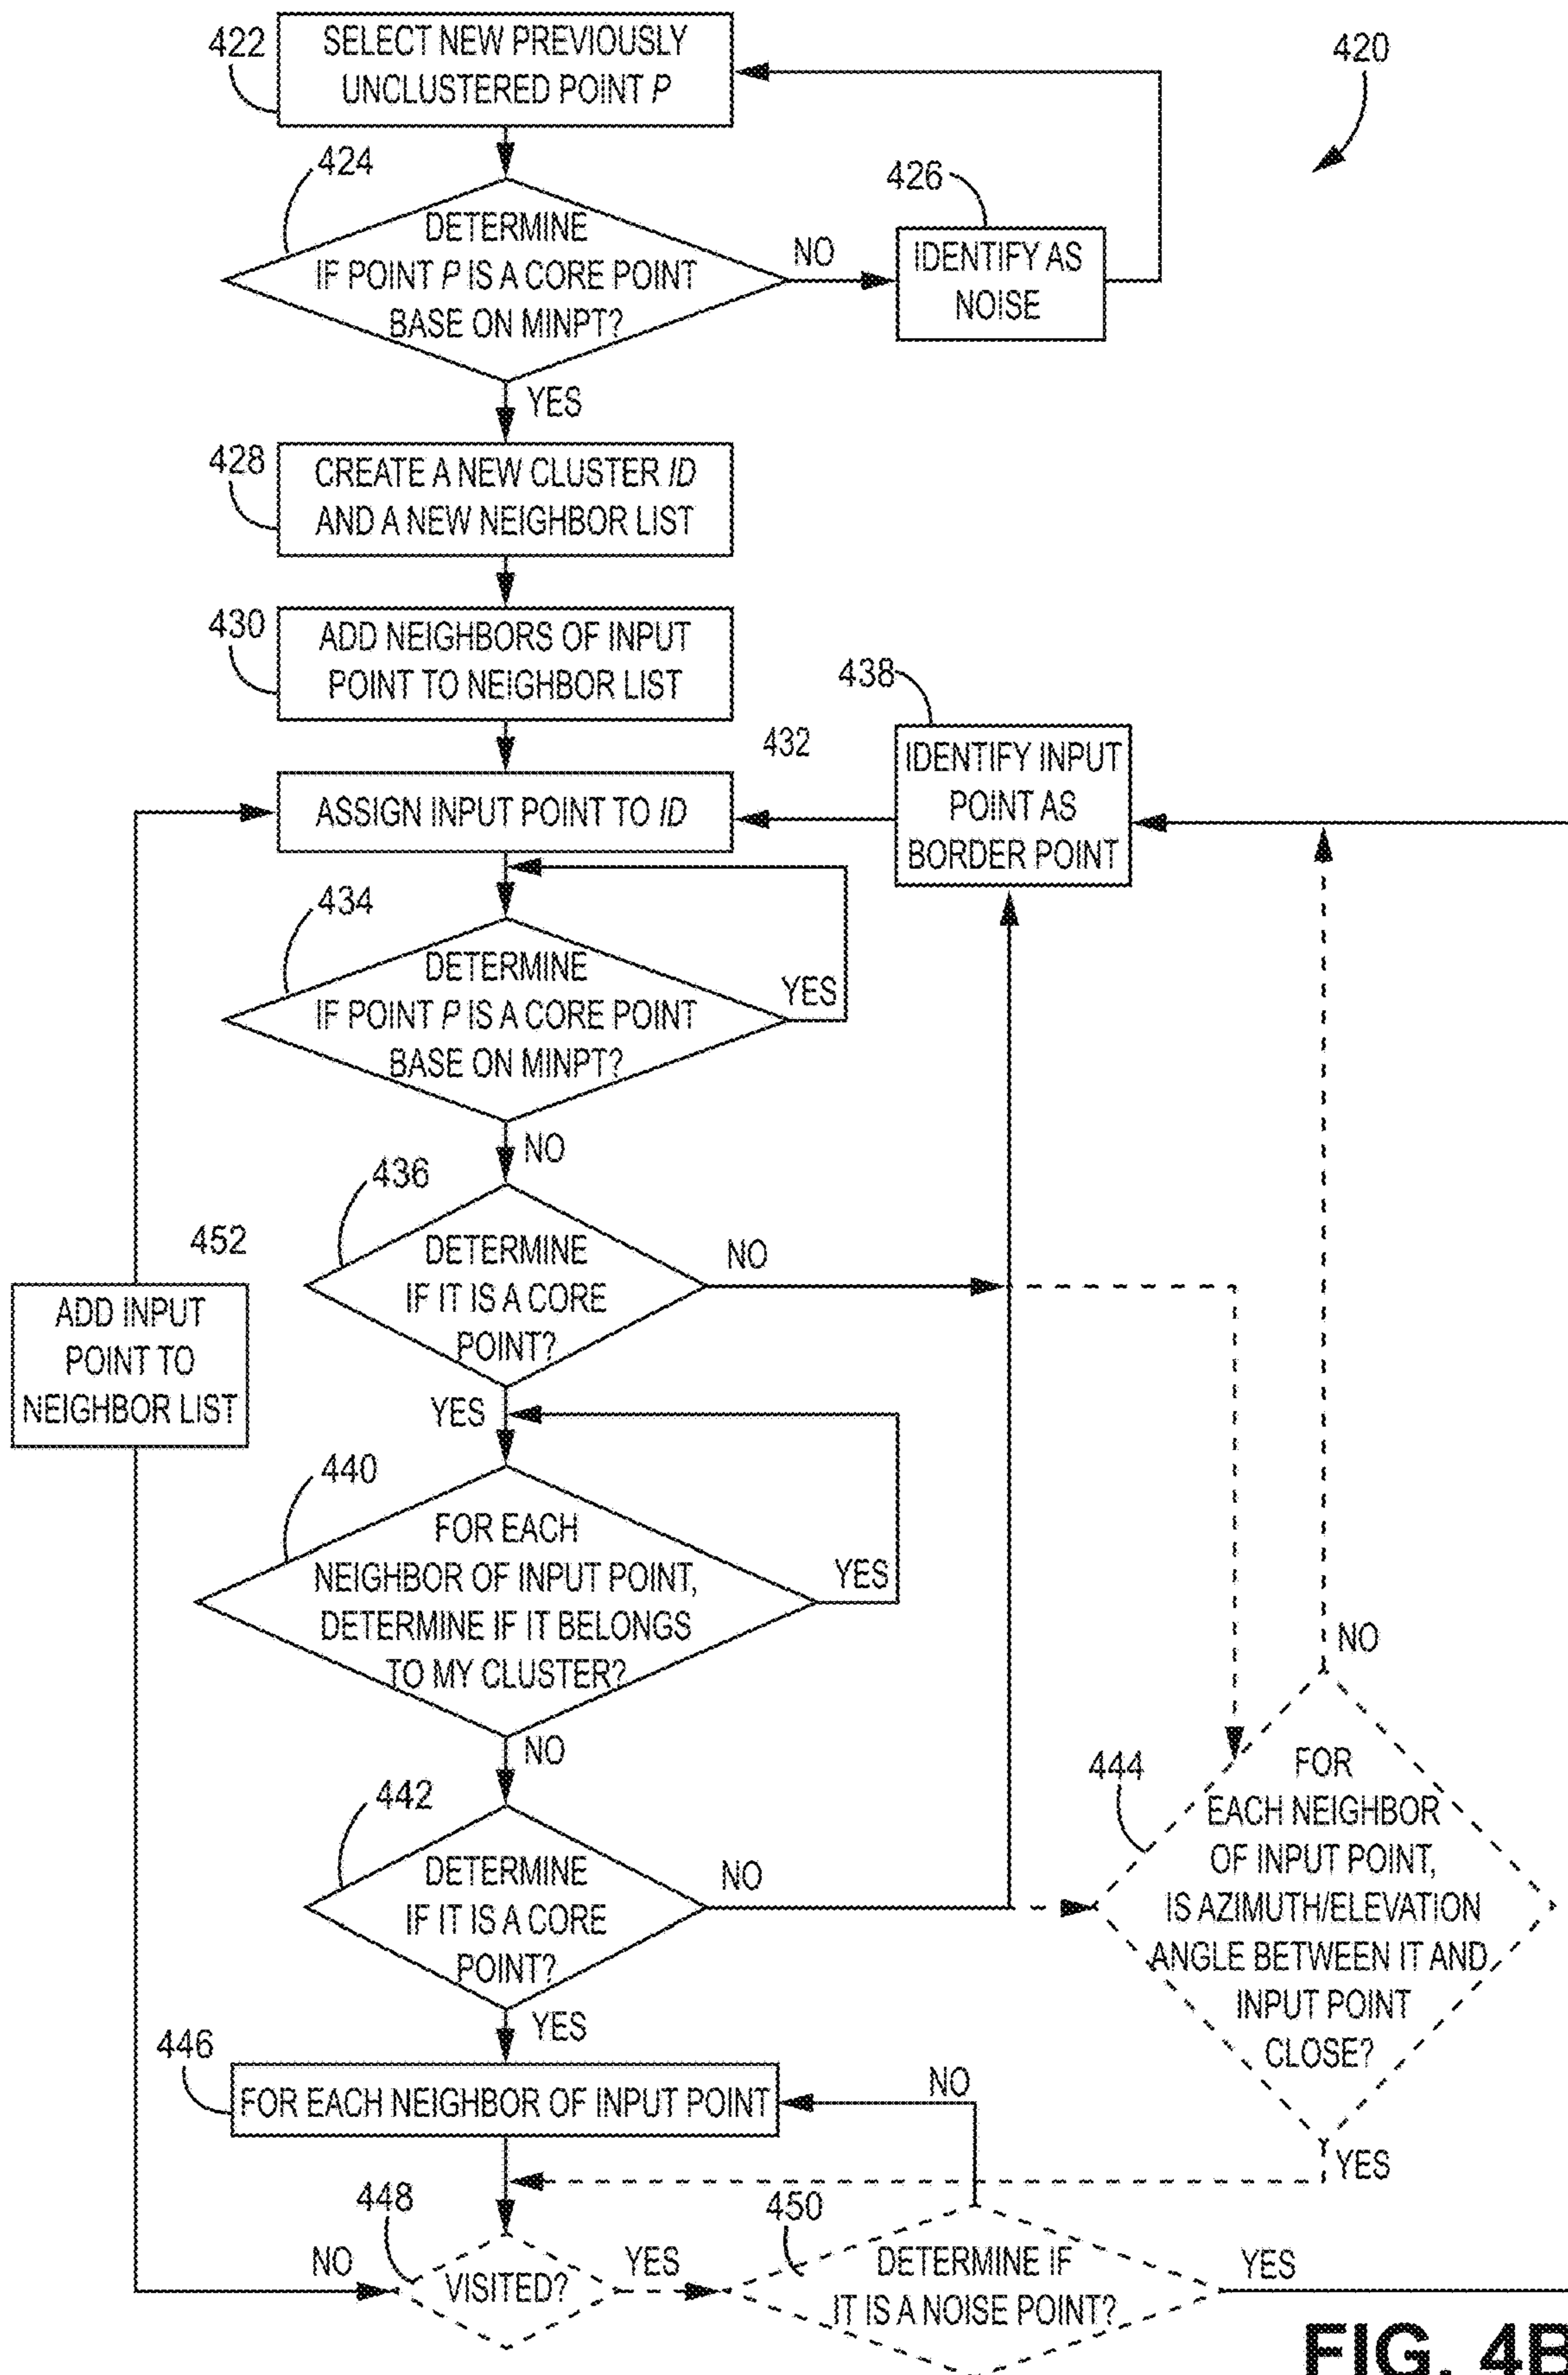 422
SELECT NEW PREVIOUSLY
UNCLUSTERED POINT P
420
424
DETERMINE
IF POINT P IS A CORE POINT
BASE ON MINPT?
NO
426
IDENTIFY AS
NOISE
YES
428
CREATE A NEW CLUSTER ID
AND A NEW NEIGHBOR LIST
430
ADD NEIGHBORS OF INPUT
POINT TO NEIGHBOR LIST
432
ASSIGN INPUT POINT TO ID
438
IDENTIFY INPUT
POINT AS
BORDER POINT
434
DETERMINE
IF POINT P IS A CORE POINT
BASE ON MINPT?
YES
NO
436
DETERMINE
IF IT IS A CORE
POINT?
NO
YES
452
ADD INPUT
POINT TO
NEIGHBOR LIST
440
FOR EACH
NEIGHBOR OF INPUT POINT,
DETERMINE IF IT BELONGS
TO MY CLUSTER?
YES
NO
442
DETERMINE
IF IT IS A CORE
POINT?
NO
YES
444
FOR
EACH NEIGHBOR
OF INPUT POINT,
IS AZIMUTH/ELEVATION
ANGLE BETWEEN IT AND
INPUT POINT
CLOSE?
NO
YES
446
FOR EACH NEIGHBOR OF INPUT POINT
NO
448
NO
VISITED?
YES
450
DETERMINE IF
IT IS A NOISE POINT?
YES
FIG. 4B